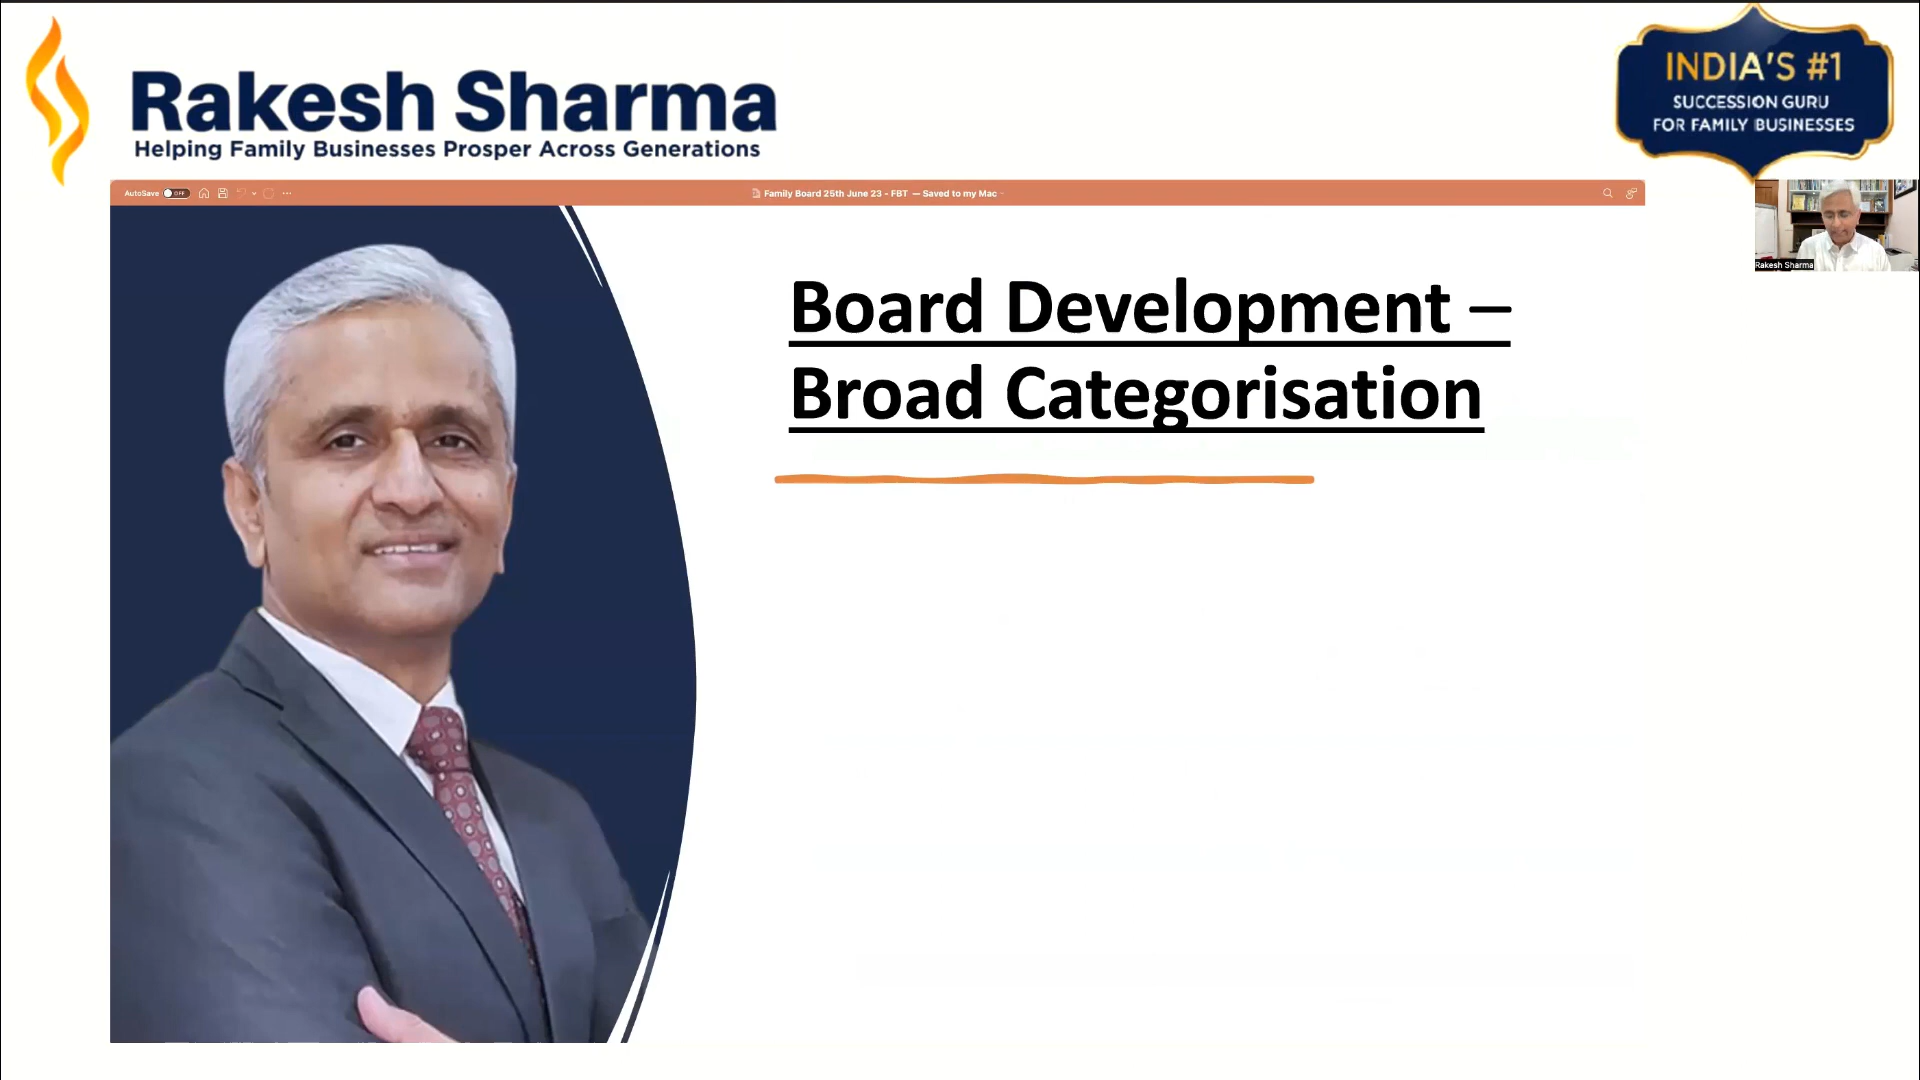 Rakesh Sharma
Helping Family Businesses Prosper Across Generations
INDIA'S #1
SUCCESSION GURU
FOR FAMILY BUSINESSES
AutoSave OFF
Family Board 25th June 23 - FBT — Saved to my Mac
Rakesh Sharma
Board Development –
Broad Categorisation